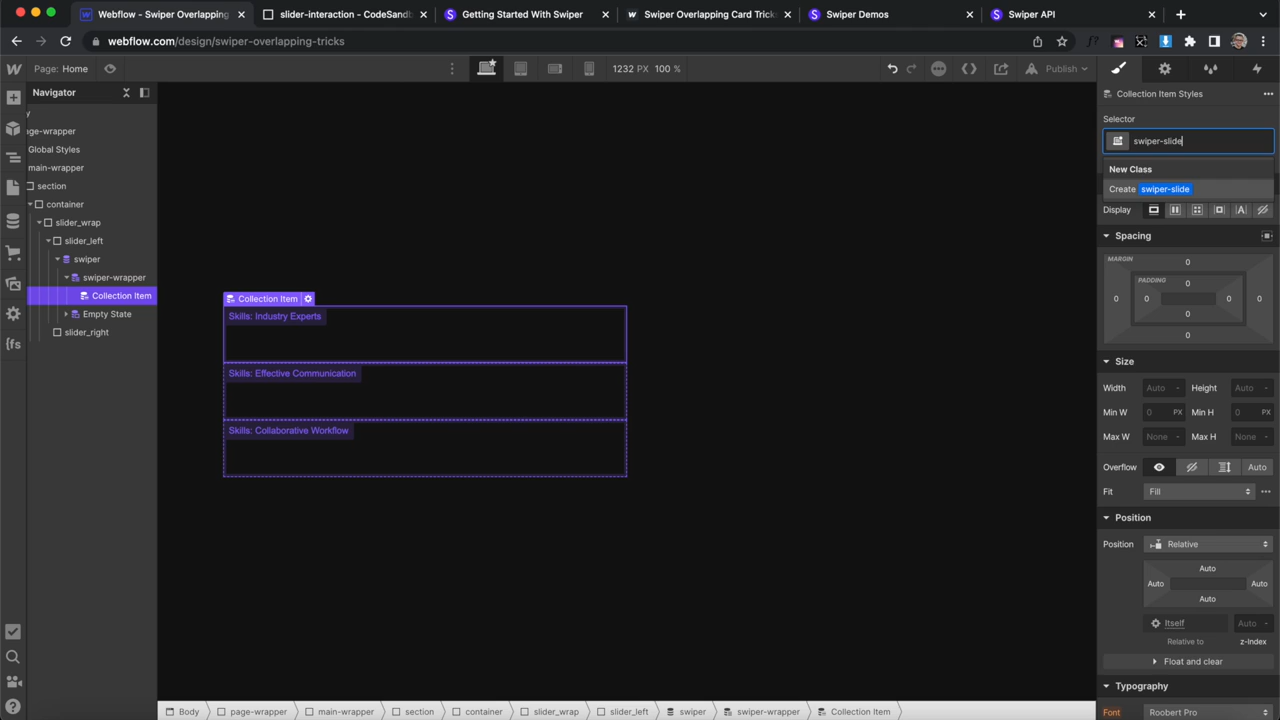 Webflow - Swiper Overlapping
slider-interaction - CodeSandb
Getting Started With Swiper
Swiper Overlapping Card Tricks
Swiper Demos
Swiper API
webflow.com/design/swiper-overlapping-tricks
Page: Home
1232 PX 100 %
Publish
Navigator
page-wrapper
Global Styles
main-wrapper
section
container
slider_wrap
slider_left
swiper
swiper-wrapper
Collection Item
Empty State
slider_right
Collection Item
Skills: Industry Experts
Skills: Effective Communication
Skills: Collaborative Workflow
Collection Item Styles
Selector
swiper-slide
New Class
Create swiper-slide
Display
Spacing
MARGIN
0
PADDING
0
0 0 0 0
0
0
Size
Width Auto - Height Auto -
Min W 0 PX Min H 0 PX
Max W None - Max H None -
Overflow Auto
Fit Fill
Position
Position Relative
Auto
Auto Auto
Auto
Itself Auto -
Relative to z-Index
Float and clear
Typography
Font Roobert Pro
Body page-wrapper main-wrapper section container slider_wrap slider_left swiper swiper-wrapper Collection Item